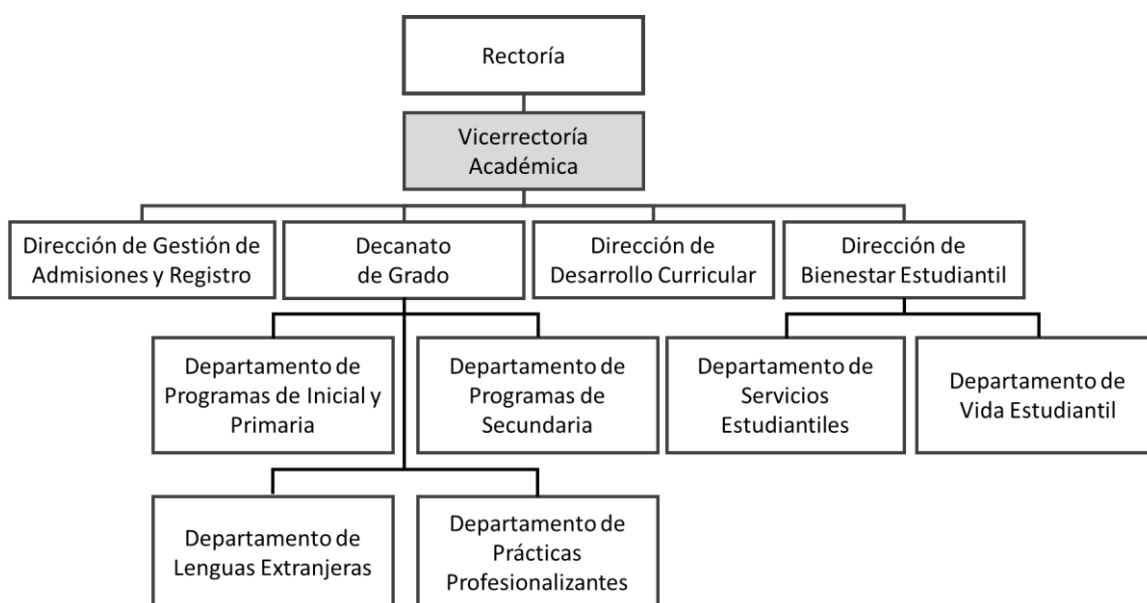 Rectoría
Vicerrectoría
Académica
Dirección de Gestión de
Admisiones y Registro
Decanato
de Grado
Dirección de
Desarrollo Curricular
Dirección de
Bienestar Estudiantil
Departamento de
Programas de Inicial y
Primaria
Departamento de
Programas de
Secundaria
Departamento de
Servicios
Estudiantiles
Departamento de
Vida Estudiantil
Departamento de
Lenguas Extranjeras
Departamento de
Prácticas
Profesionalizantes